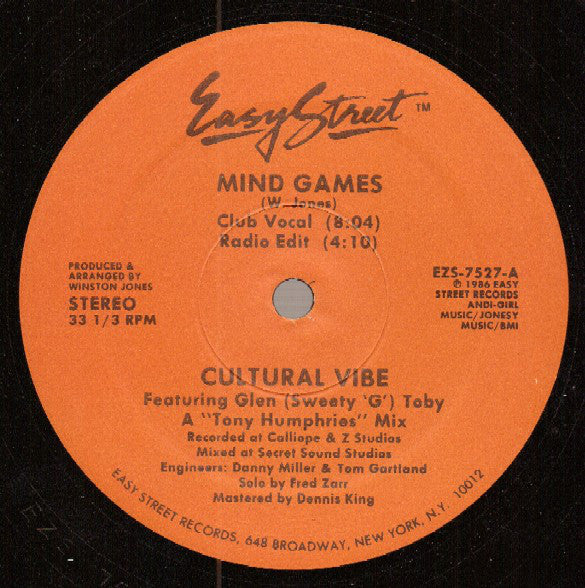 Easy Street ™
MIND GAMES
(W. Jones)
Club Vocal (8:04)
Radio Edit (4:10)
PRODUCED &
ARRANGED BY
WINSTON JONES
STEREO
33 1/3 RPM
EZS-7527-A
℗ 1986 EASY
STREET RECORDS
ANDI-GIRL
MUSIC/JONESY
MUSIC/BMI
CULTURAL VIBE
Featuring Glen (Sweety 'G') Toby
A "Tony Humphries" Mix
Recorded at Calliope & Z Studios
Mixed at Secret Sound Studios
Engineers: Danny Miller & Tom Gartland
Solo by Fred Zarr
Mastered by Dennis King
EASY STREET RECORDS, 648 BROADWAY, NEW YORK, N.Y. 10012